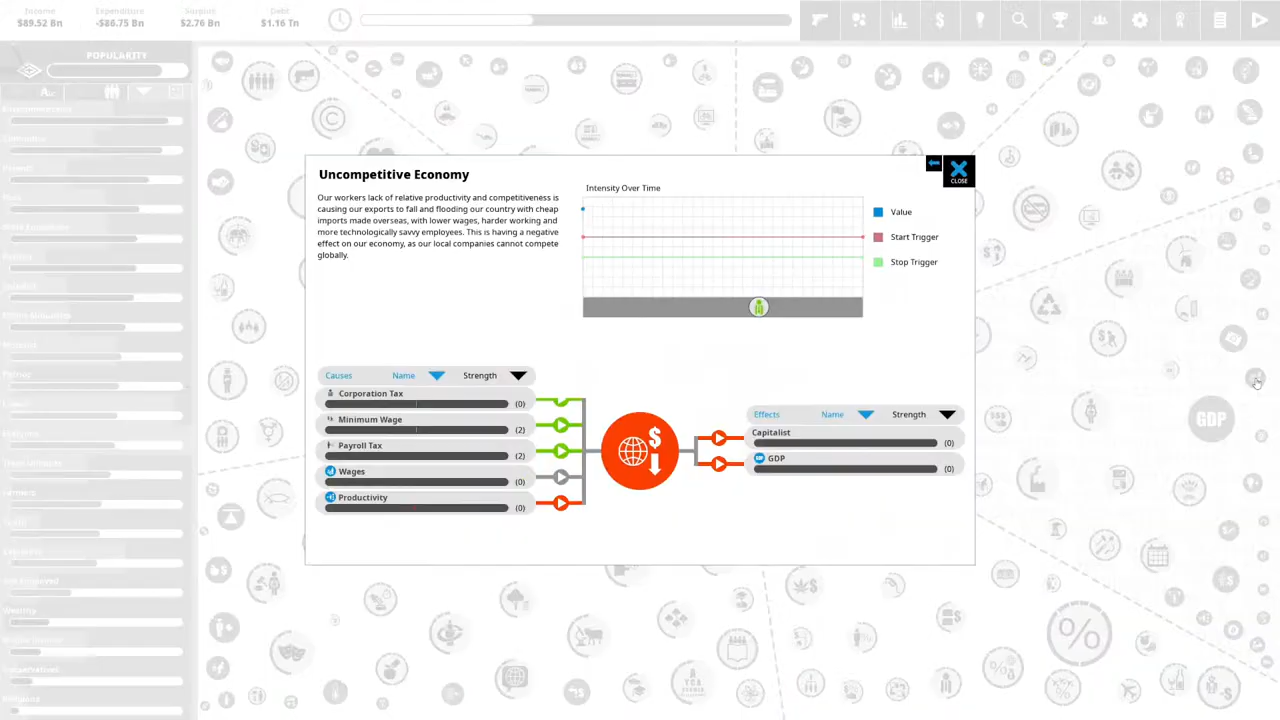 Income
Expenditure
Surplus
Debt
$89.52 Bn
-$86.75 Bn
$2.76 Bn
$1.16 Tn
POPULARITY
Uncompetitive Economy
Our workers lack of relative productivity and competitiveness is
causing our exports to fall and flooding our country with cheap
imports made overseas, with lower wages, harder working and
more technologically savvy employees. This is having a negative
effect on our economy, as our local companies cannot compete
globally.
Intensity Over Time
Value
Start Trigger
Stop Trigger
CLOSE
Causes Name Strength
Corporation Tax
(0)
Minimum Wage
(2)
Payroll Tax
(2)
Wages
(0)
Productivity
(0)
Effects Name Strength
Capitalist
(0)
GDP
(0)
GDP
Farmers
Wealthy